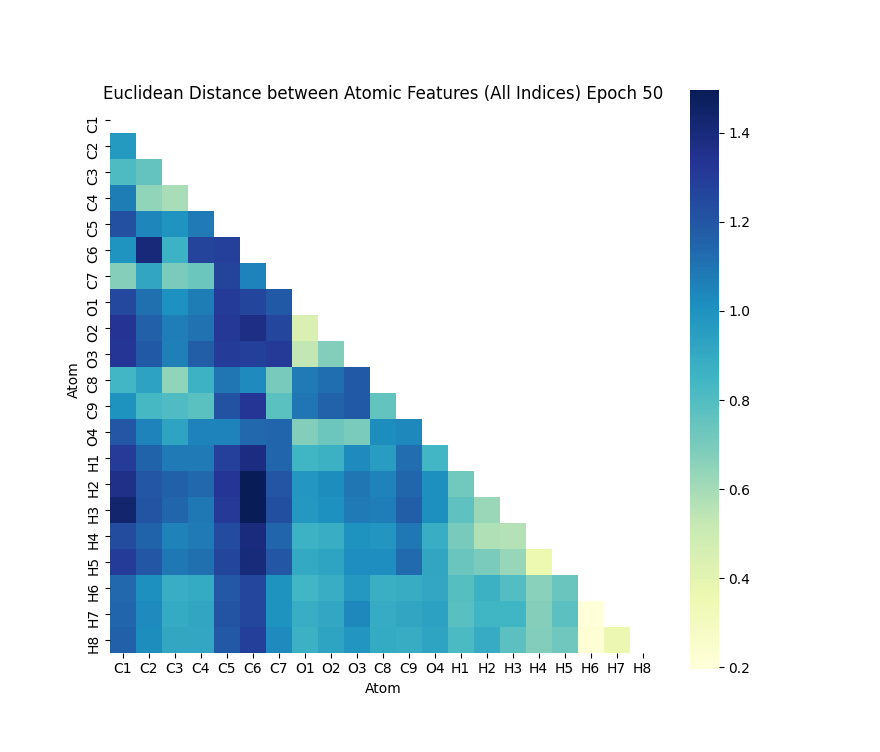 Euclidean Distance between Atomic Features (All Indices) Epoch 50
Atom
C1
C2
C3
C4
C5
C6
C7
O1
O2
O3
C8
C9
O4
H1
H2
H3
H4
H5
H6
H7
H8
C1 C2 C3 C4 C5 C6 C7 O1 O2 O3 C8 C9 O4 H1 H2 H3 H4 H5 H6 H7 H8
Atom
1.4
1.2
1.0
0.8
0.6
0.4
0.2